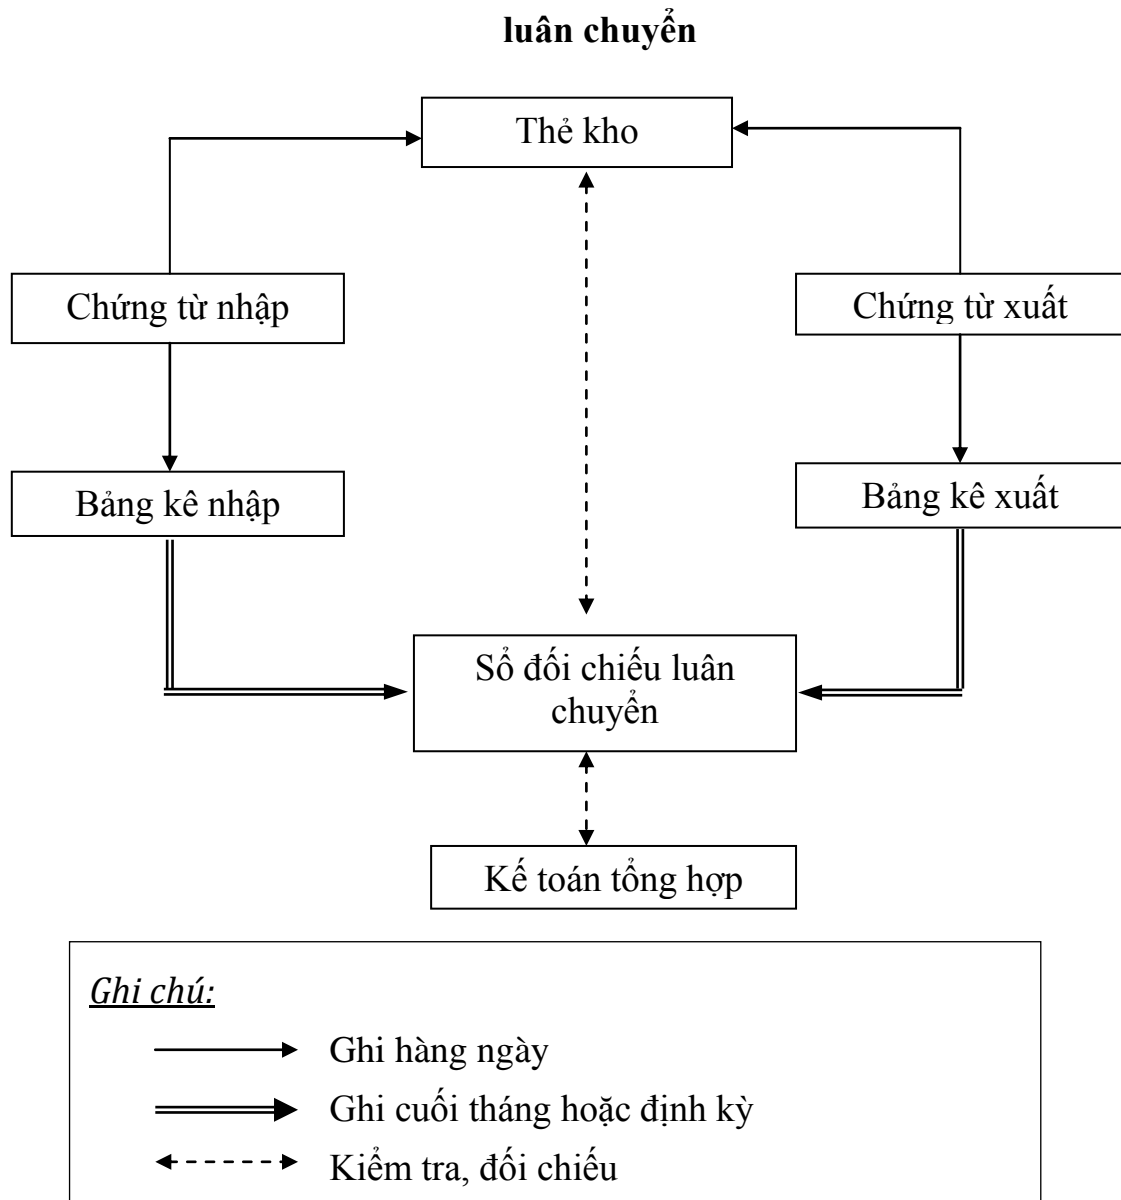 luân chuyển
Thẻ kho
Chứng từ nhập
Chứng từ xuất
Bảng kê nhập
Bảng kê xuất
Sổ đối chiếu luân
chuyển
Kế toán tổng hợp
Ghi chú:
Ghi hàng ngày
Ghi cuối tháng hoặc định kỳ
Kiểm tra, đối chiếu